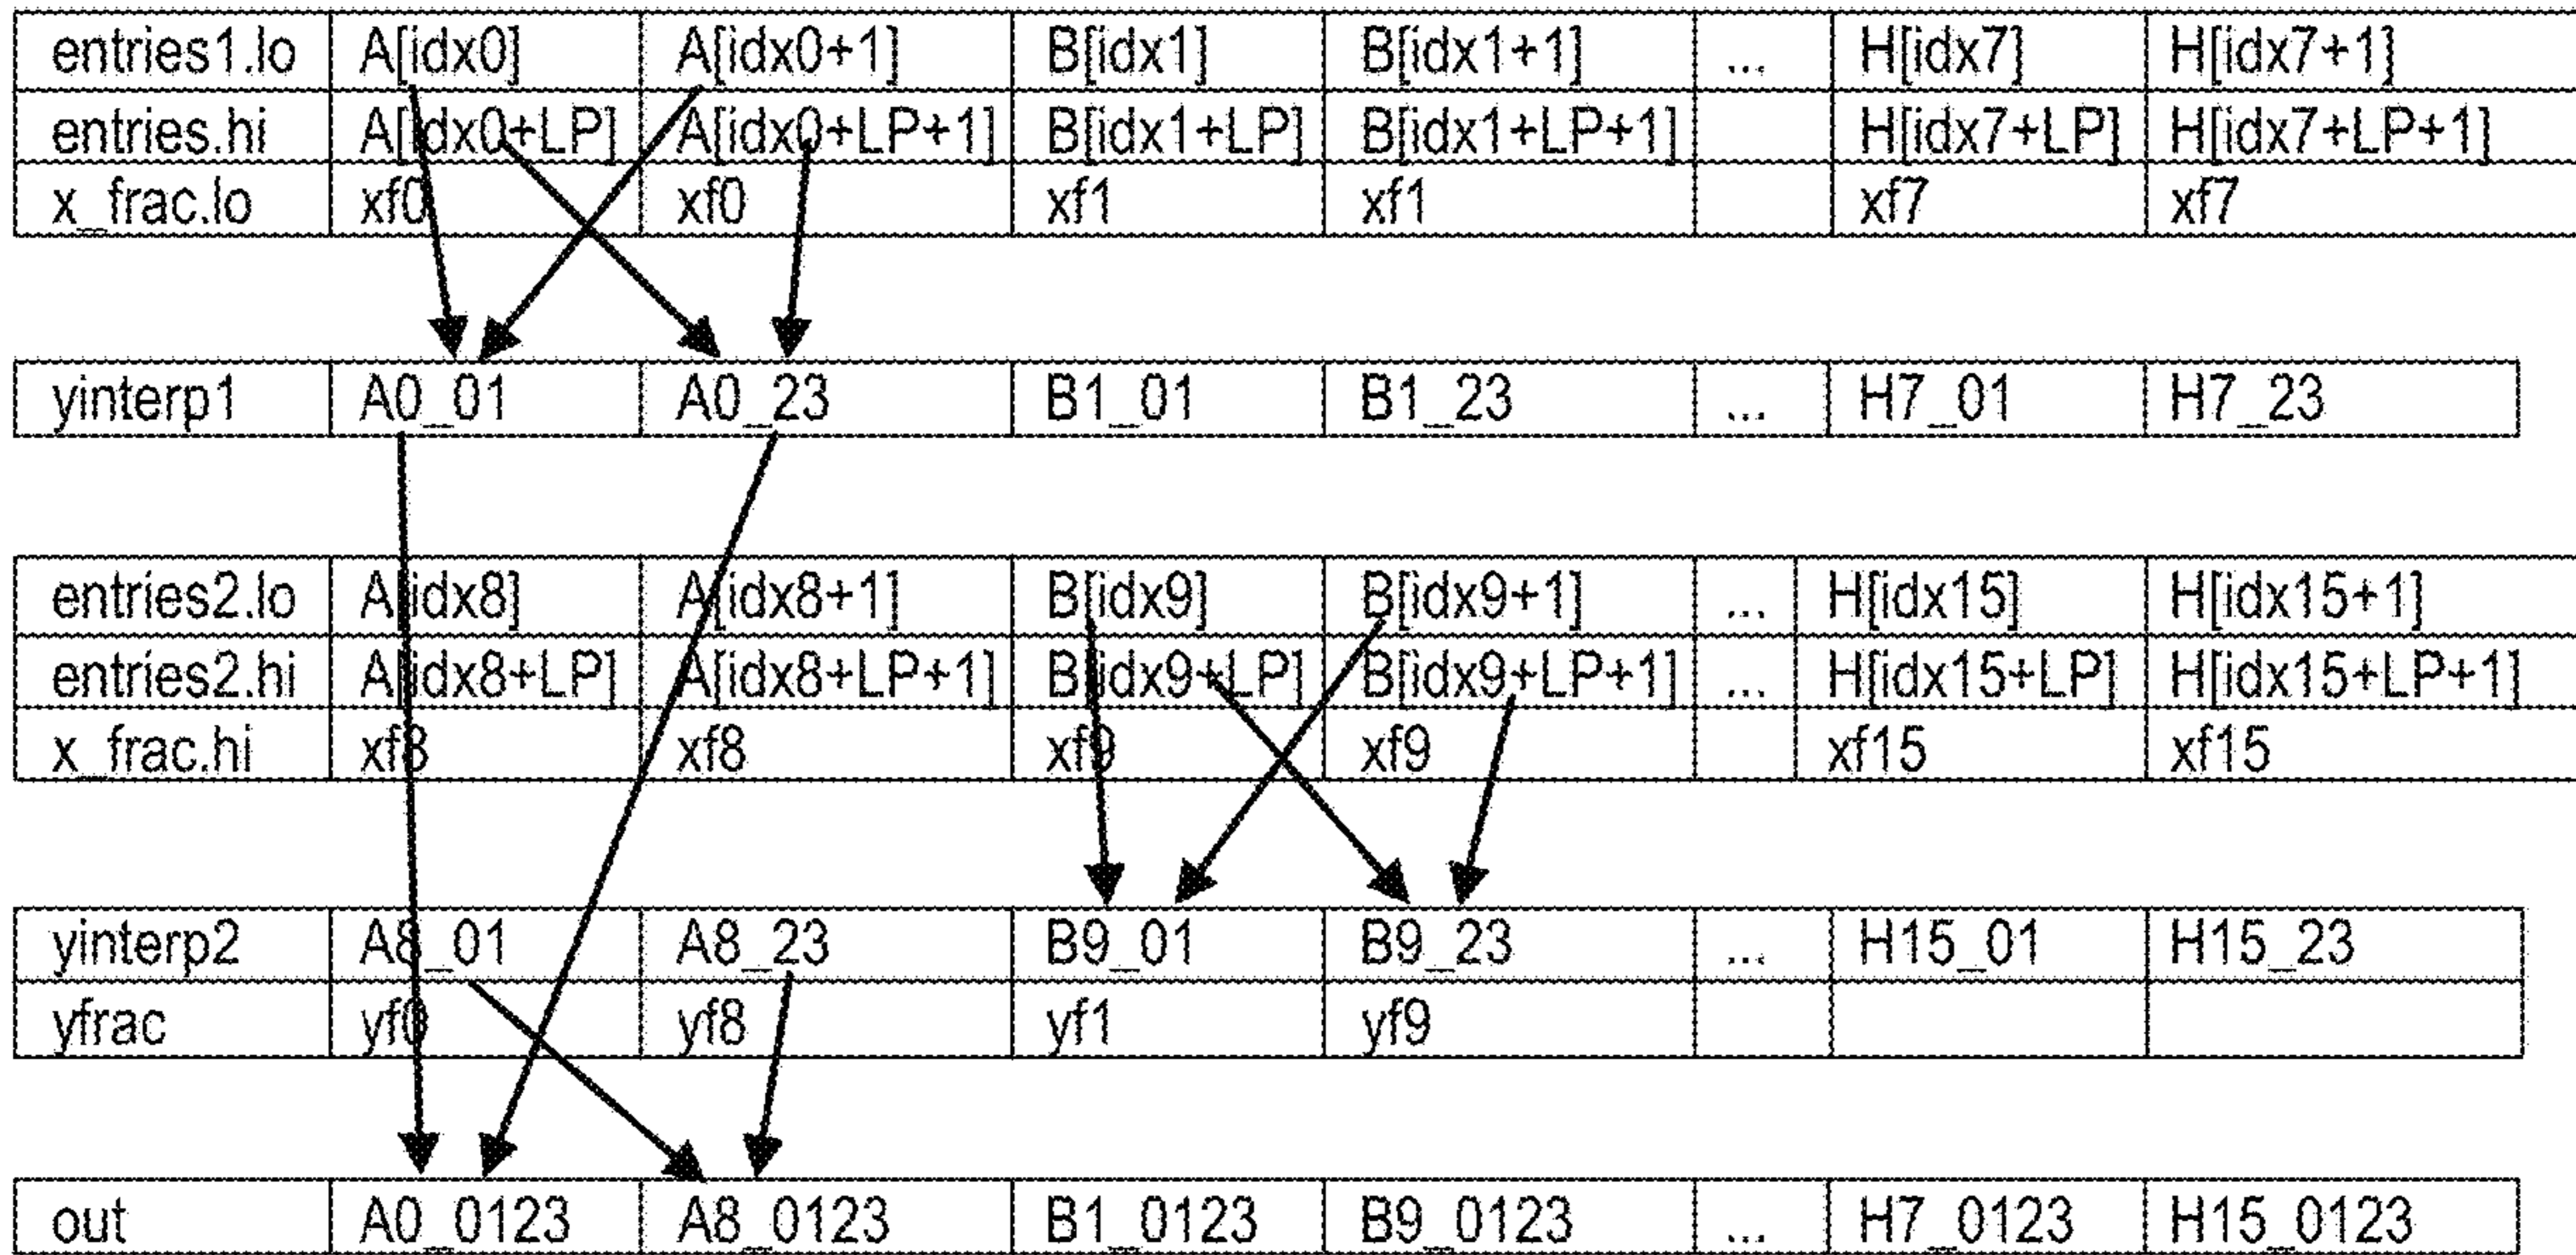 entries1.lo A[idx0] A[idx0+1] B[idx1] B[idx1+1] ... H[idx7] H[idx7+1]
entries.hi A[idx0+LP] A[idx0+LP+1] B[idx1+LP] B[idx1+LP+1] H[idx7+LP] H[idx7+LP+1]
x_frac.lo xf0 xf0 xf1 xf1 xf7 xf7
yinterp1 A0_01 A0_23 B1_01 B1_23 ... H7_01 H7_23
entries2.lo A[idx8] A[idx8+1] B[idx9] B[idx9+1] ... H[idx15] H[idx15+1]
entries2.hi A[idx8+LP] A[idx8+LP+1] B[idx9+LP] B[idx9+LP+1] ... H[idx15+LP] H[idx15+LP+1]
x_frac.hi xf8 xf8 xf9 xf9 xf15 xf15
yinterp2 A8_01 A8_23 B9_01 B9_23 ... H15_01 H15_23
yfrac yf0 yf8 yf1 yf9
out A0_0123 A8_0123 B1_0123 B9_0123 ... H7_0123 H15_0123